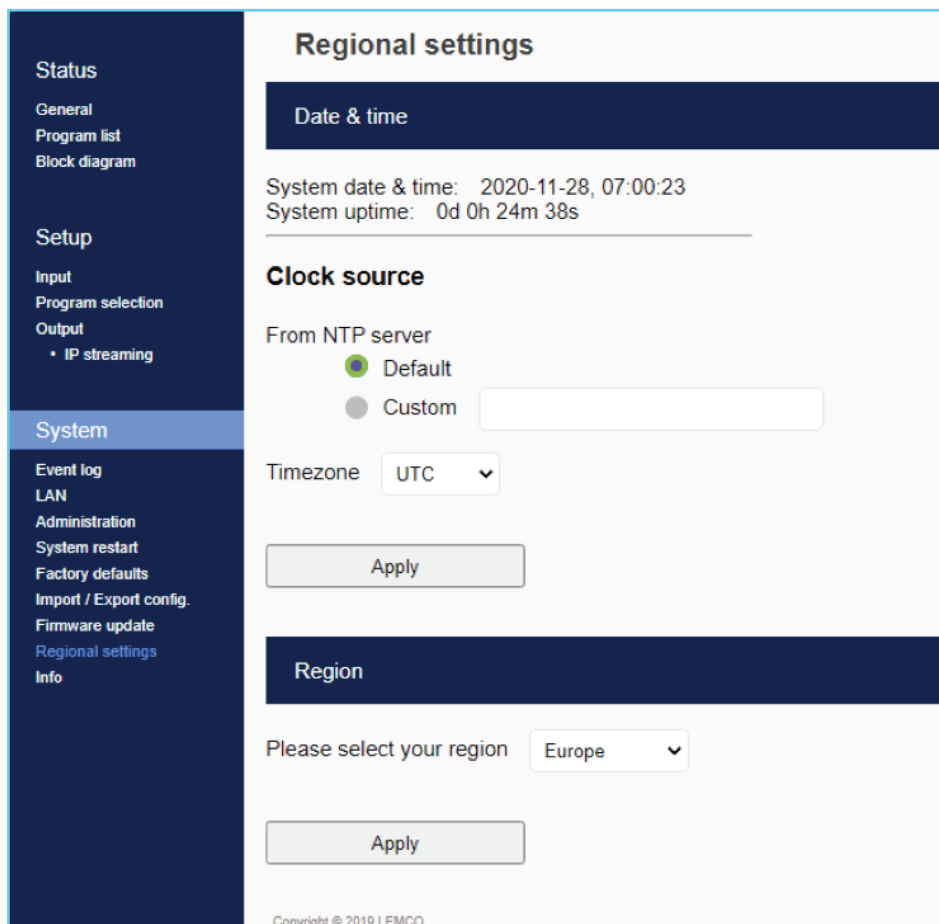 Status
General
Program list
Block diagram
Setup
Input
Program selection
Output
• IP streaming
System
Event log
LAN
Administration
System restart
Factory defaults
Import / Export config.
Firmware update
Regional settings
Info
Regional settings
Date & time
System date & time: 2020-11-28, 07:00:23
System uptime: 0d 0h 24m 38s
Clock source
From NTP server
Default
Custom
Timezone UTC
Apply
Region
Please select your region Europe
Apply
Copyright © 2019 LEMCO